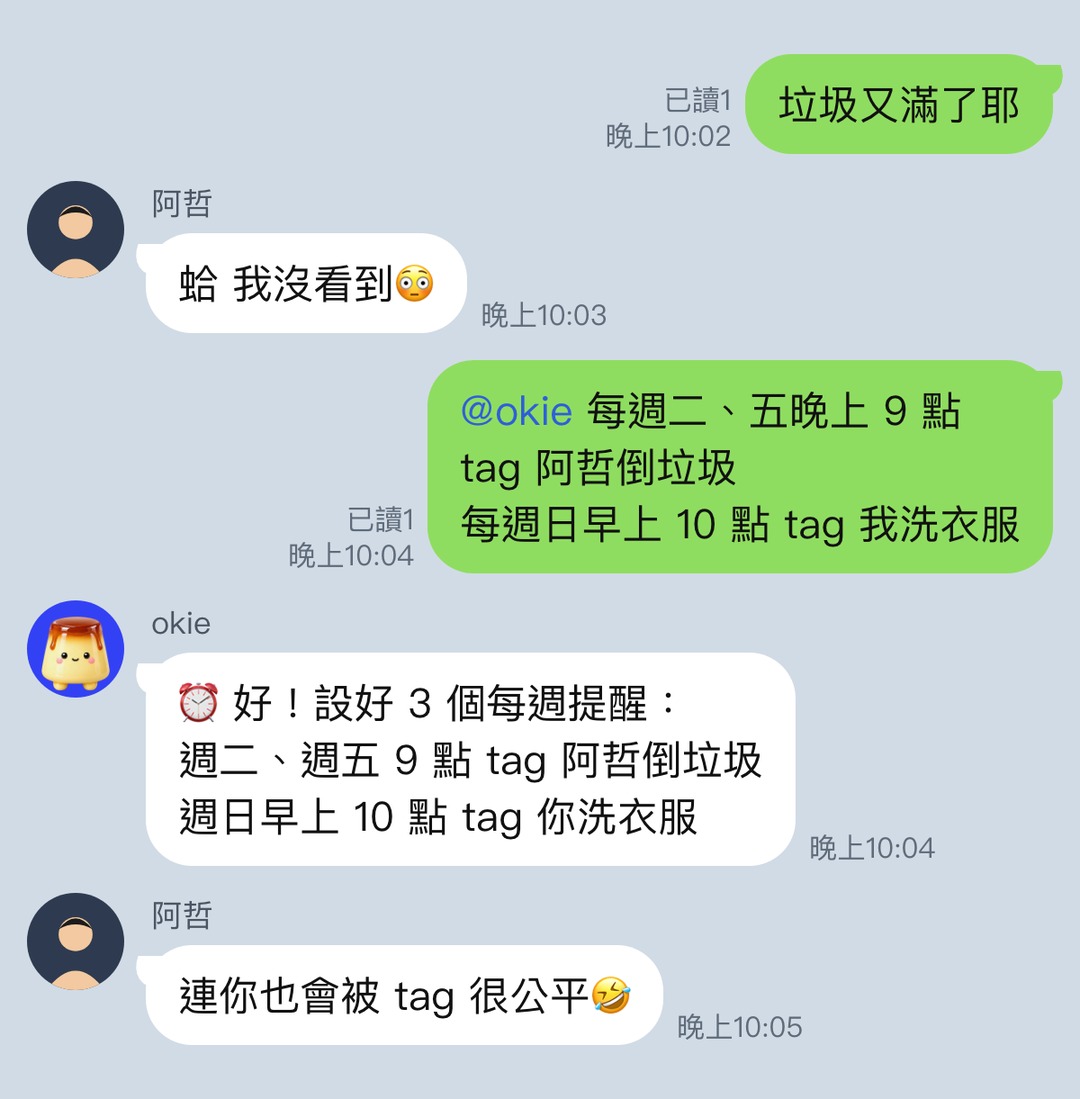 垃圾又滿了耶
已讀1
晚上10:02
阿哲
蛤 我沒看到😳
晚上10:03
@okie 每週二、五晚上 9 點
tag 阿哲倒垃圾
每週日早上 10 點 tag 我洗衣服
已讀1
晚上10:04
okie
⏰ 好！設好 3 個每週提醒：
週二、週五 9 點 tag 阿哲倒垃圾
週日早上 10 點 tag 你洗衣服
晚上10:04
阿哲
連你也會被 tag 很公平🤣
晚上10:05